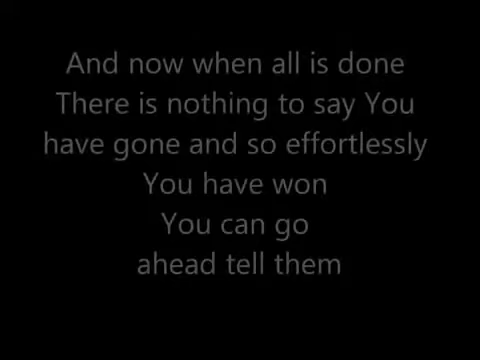 And now when all is done
There is nothing to say You
have gone and so effortlessly
You have won
You can go
ahead tell them